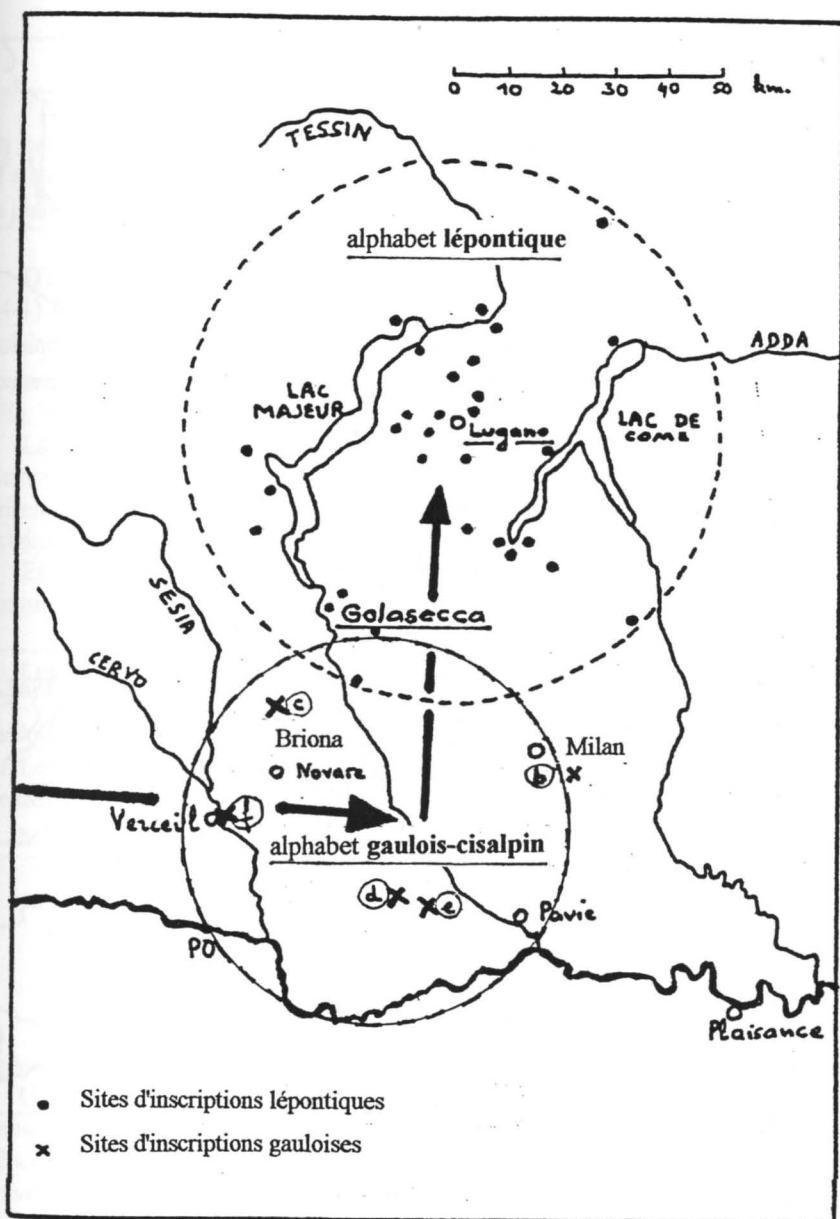 0 10 20 30 40 50 km.
TESSIN
alphabet lépontique
ADDA
LAC MAJEUR
LAC DE COME
Lugano
SESIA
Golasecca
CERVO
c
Briona
Milan
Novare
b
Verceil
f
alphabet gaulois-cisalpin
d
e
Pavie
PO
Plaisance
Sites d'inscriptions lépontiques
Sites d'inscriptions gauloises